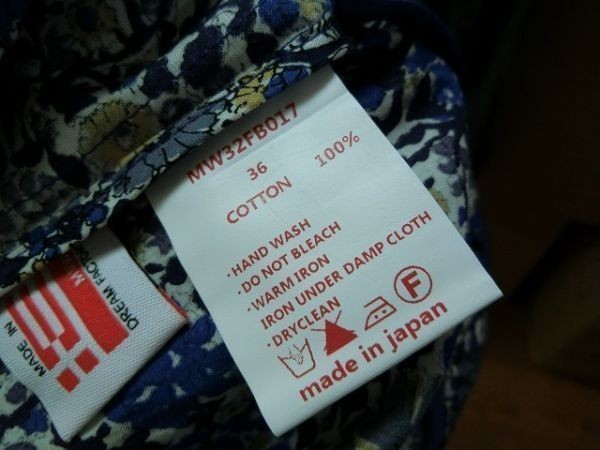 MW32FB017
36
COTTON 100%
·HAND WASH
·DO NOT BLEACH
·WARM IRON
IRON UNDER DAMP CLOTH
·DRYCLEAN
F
made in japan
MADE IN
DREAM FACTO